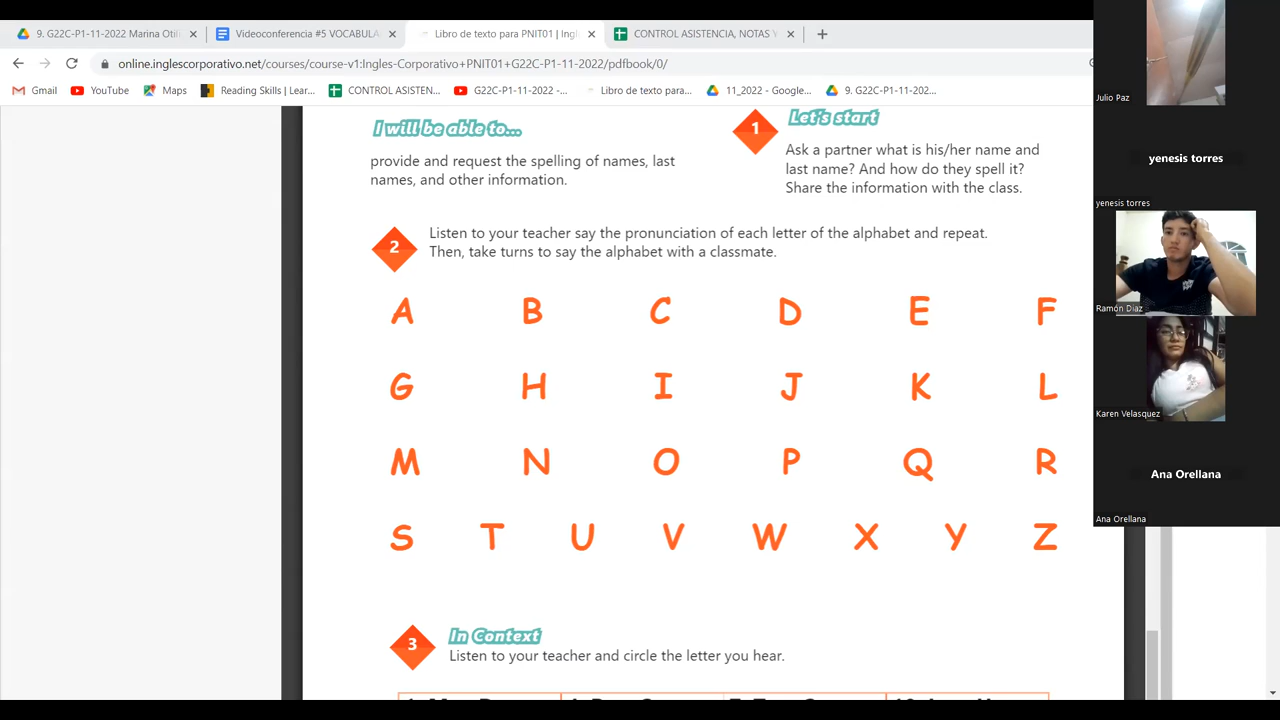 9. G22C-P1-11-2022 Marina Otili
Videoconferencia #5 VOCABULA
Libro de texto para PNIT01 | Ingl
CONTROL ASISTENCIA, NOTAS Y
online.inglescorporativo.net/courses/course-v1:Ingles-Corporativo+PNIT01+G22C-P1-11-2022/pdfbook/0/
Gmail
YouTube
Maps
Reading Skills | Lear...
CONTROL ASISTEN...
G22C-P1-11-2022 -...
Libro de texto para...
11_2022 - Google...
9. G22C-P1-11-202...
I will be able to...
provide and request the spelling of names, last
names, and other information.
1
Let's start
Ask a partner what is his/her name and
last name? And how do they spell it?
Share the information with the class.
2
Listen to your teacher say the pronunciation of each letter of the alphabet and repeat.
Then, take turns to say the alphabet with a classmate.
A B C D E F
G H I J K L
M N O P Q R
S T U V W X Y Z
3
In Context
Listen to your teacher and circle the letter you hear.
Julio Paz
yenesis torres
yenesis torres
Ramón Diaz
Karen Velasquez
Ana Orellana
Ana Orellana